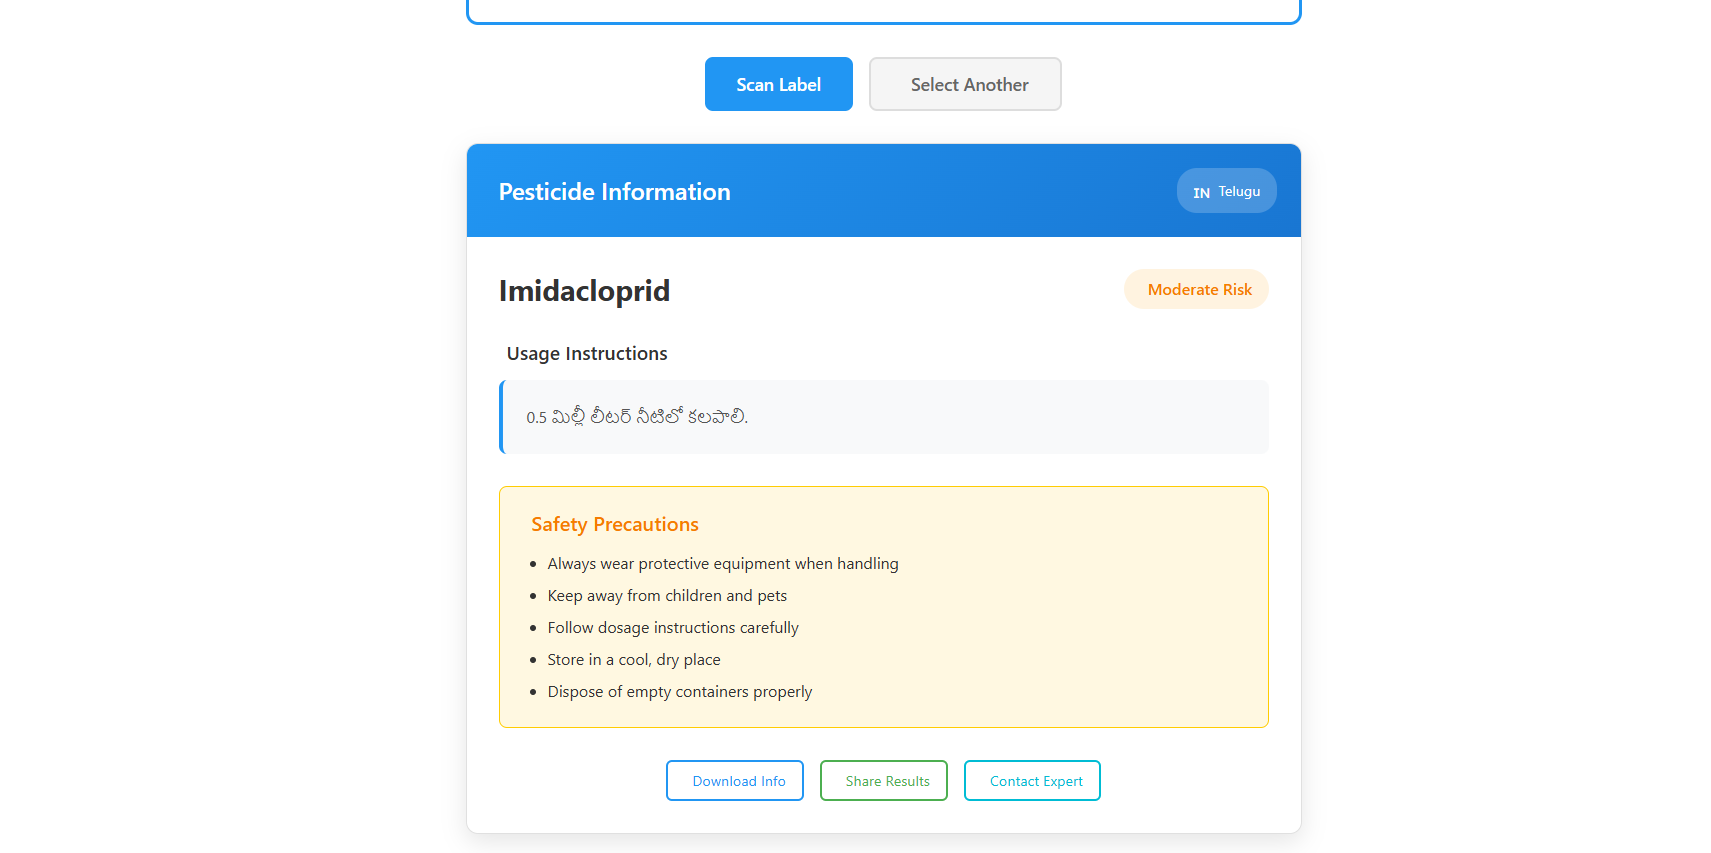 Scan Label
Select Another
Pesticide Information
IN Telugu
Imidacloprid
Moderate Risk
Usage Instructions
0.5 మిల్లీ లీటర్ నీటిలో కలపాలి.
Safety Precautions
Always wear protective equipment when handling
Keep away from children and pets
Follow dosage instructions carefully
Store in a cool, dry place
Dispose of empty containers properly
Download Info
Share Results
Contact Expert